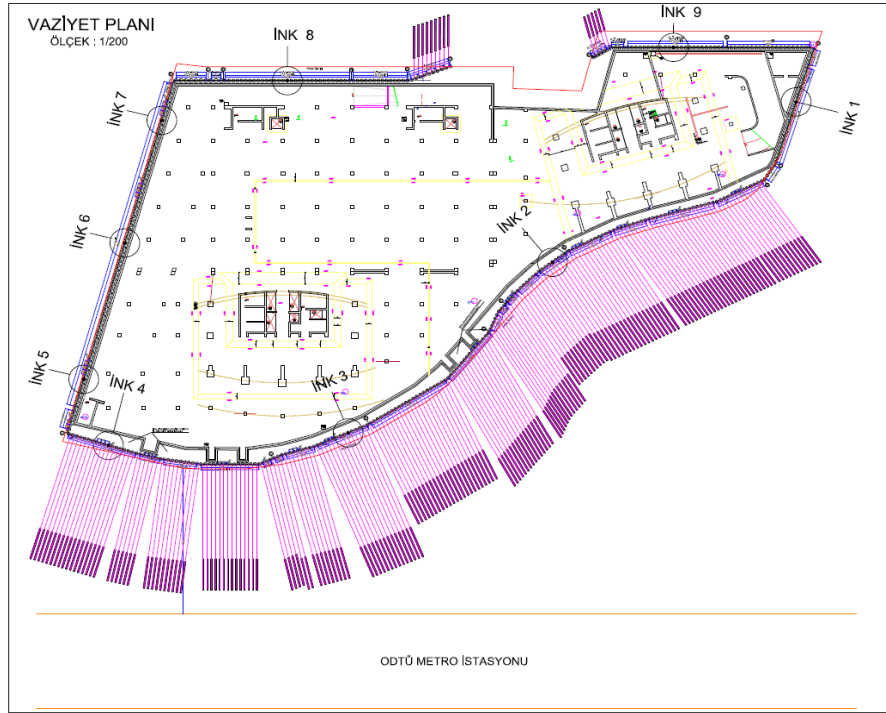 VAZİYET PLANI
ÖLÇEK : 1/200
İNK 8
İNK 9
İNK 7
İNK 1
İNK 6
İNK 2
İNK 5
İNK 4
İNK 3
ODTÜ METRO İSTASYONU